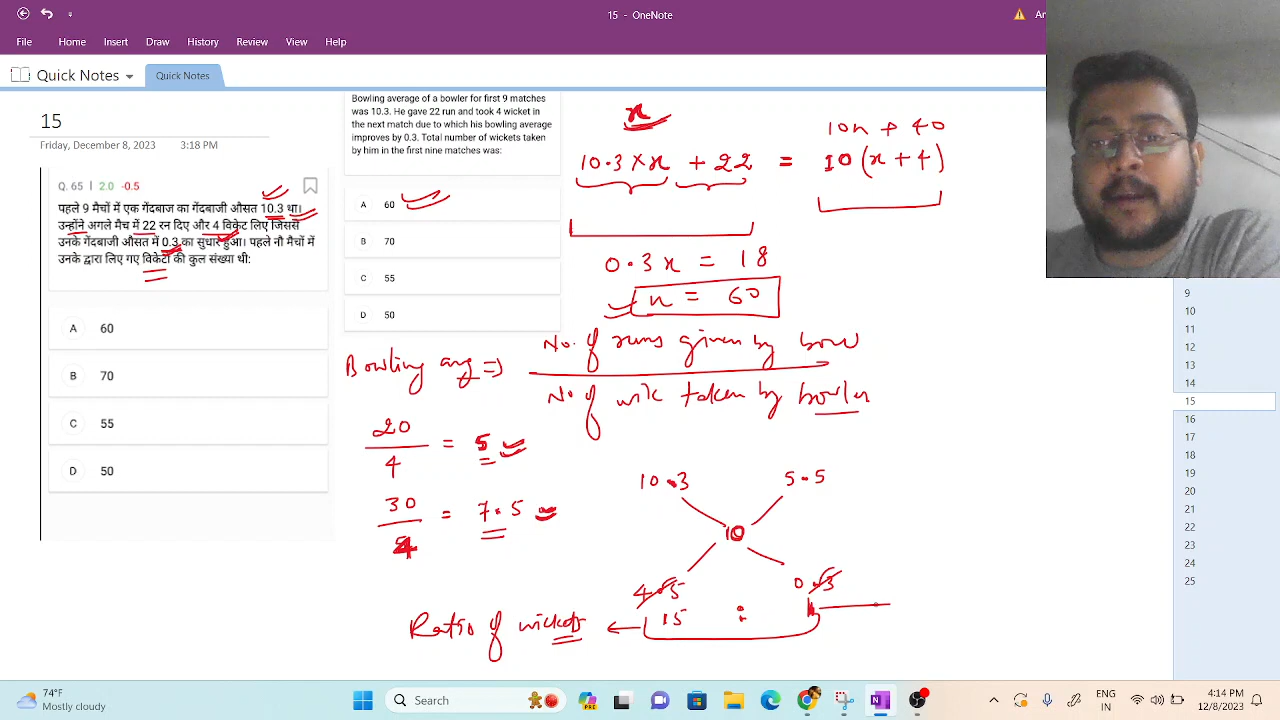 15 - OneNote
File Home Insert Draw History Review View Help
Quick Notes
Quick Notes
15
Friday, December 8, 2023 3:18 PM
Q. 65 | 2.0 -0.5
पहले 9 मैचों में एक गेंदबाज का गेंदबाजी औसत 10.3 था।
उन्होंने अगले मैच में 22 रन दिए और 4 विकेट लिए जिससे
उनके गेंदबाजी औसत में 0.3 का सुधार हुआ। पहले नौ मैचों में
उनके द्वारा लिए गए विकेटों की कुल संख्या थी:
A 60
B 70
C 55
D 50
Bowling average of a bowler for first 9 matches
was 10.3. He gave 22 run and took 4 wicket in
the next match due to which his bowling average
improves by 0.3. Total number of wickets taken
by him in the first nine matches was:
A 60
B 70
C 55
D 50
x
10x + 40
10.3 × x + 22 = 10(x + 4)
0.3x = 18
x = 60
Bowling avg ⇒ No. of runs given by bow
No. of wic taken by bowler
20
4
= 5
30
4
= 7.5
10.3 5.5
10
4.5 0.3
15 : 1
Ratio of wickets
9
10
11
12
13
14
15
16
17
18
19
20
21
22
23
24
25
74°F
Mostly cloudy
Search
ENG
IN
4:14 PM
12/8/2023